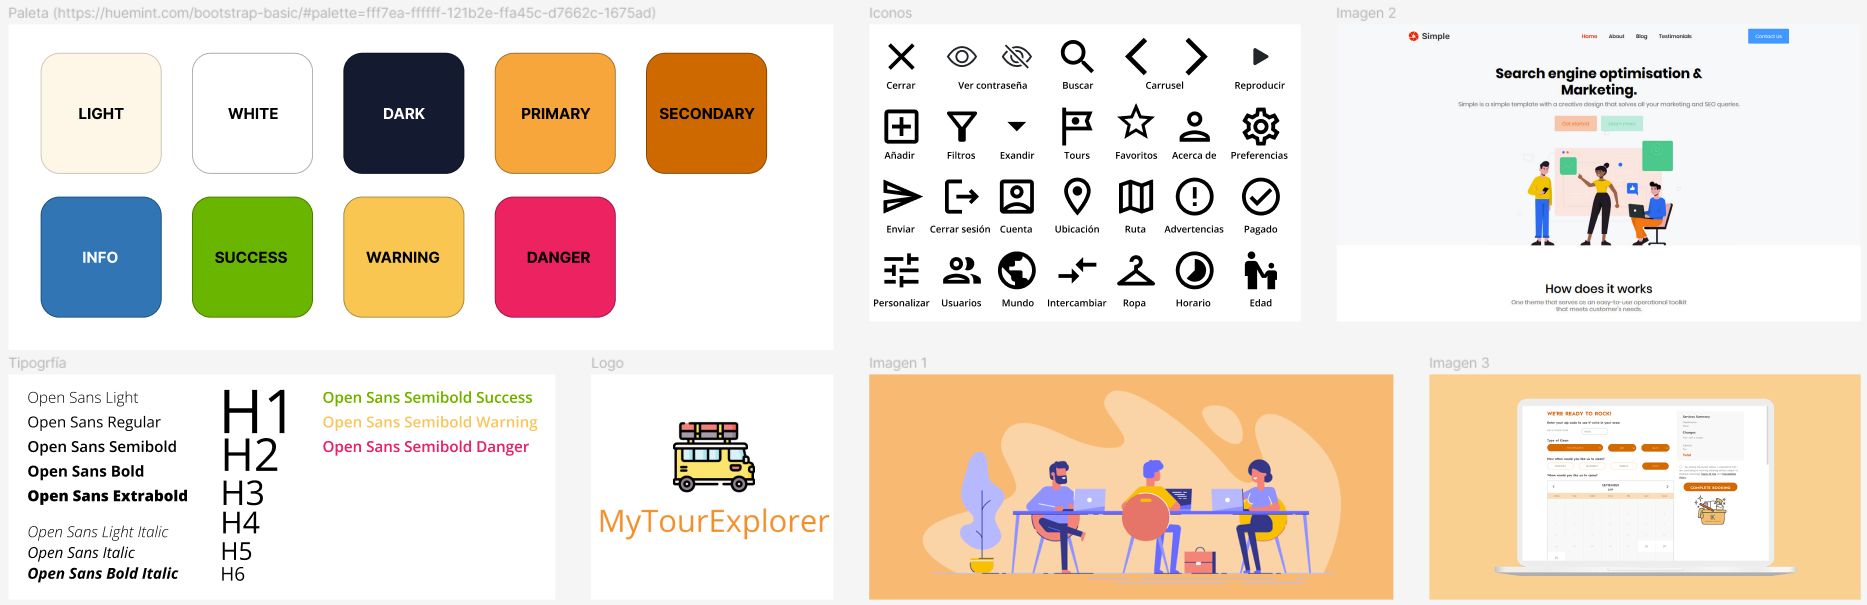 Paleta (https://huemint.com/bootstrap-basic/#palette=fff7ea-ffffff-121b2e-ffa45c-d7662c-1675ad)
LIGHT
WHITE
DARK
PRIMARY
SECONDARY
INFO
SUCCESS
WARNING
DANGER
Iconos
Cerrar
Ver contraseña
Buscar
Carrusel
Reproducir
Añadir
Filtros
Exandir
Tours
Favoritos
Acerca de
Preferencias
Enviar
Cerrar sesión
Cuenta
Ubicación
Ruta
Advertencias
Pagado
Personalizar
Usuarios
Mundo
Intercambiar
Ropa
Horario
Edad
Imagen 2
Simple
Home
About
Blog
Testimonials
Contact us
Search engine optimisation &
Marketing.
Simple is a simple template with a creative design that solves all your marketing and SEO queries.
Get started
How does it works
One theme that serves as an easy-to-use operational toolkit
that meets customer's needs.
Tipogrfía
Open Sans Light
Open Sans Regular
Open Sans Semibold
Open Sans Bold
Open Sans Extrabold
Open Sans Light Italic
Open Sans Italic
Open Sans Bold Italic
H1
H2
H3
H4
H5
H6
Open Sans Semibold Success
Open Sans Semibold Warning
Open Sans Semibold Danger
Logo
MyTourExplorer
Imagen 1
Imagen 3
WE'RE READY TO ROCK!
Type of Clean
Services Summary
Charges
Total
COMPLETE BOOKING